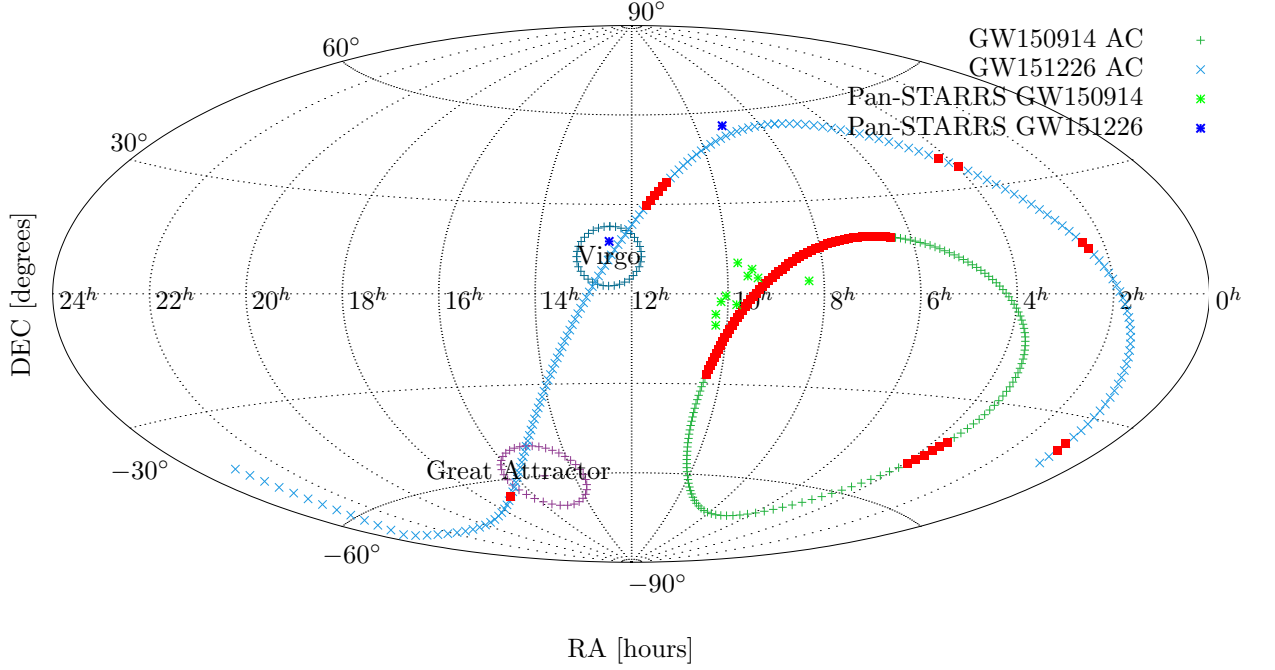 90°
60°
GW150914 AC
GW151226 AC
Pan-STARRS GW150914
Pan-STARRS GW151226
30°
Virgo
DEC [degrees]
24h 22h 20h 18h 16h 14h 12h 10h 8h 6h 4h 2h 0h
Great Attractor
−30°
−60°
−90°
RA [hours]